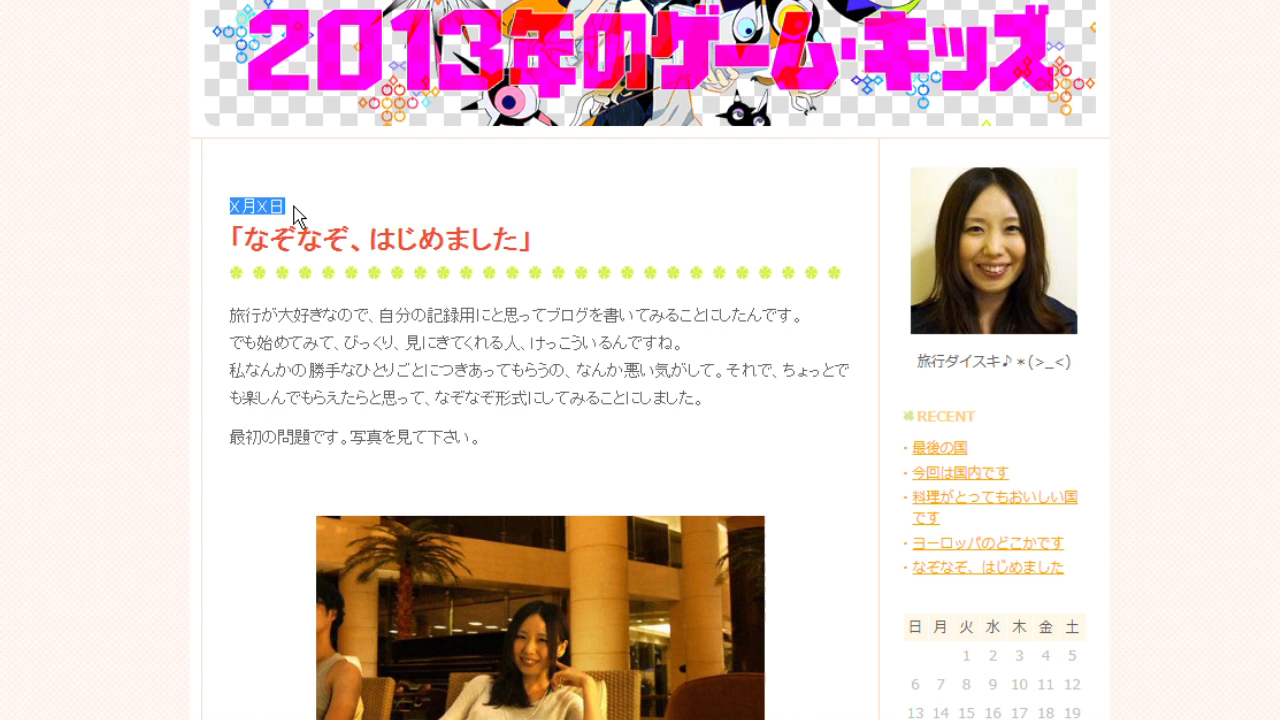 2013年のゲーム・キッズ
X月X日
「なぞなぞ、はじめました」
旅行が大好きなので、自分の記録用にと思ってブログを書いてみることにしたんです。
でも始めてみて、びっくり、見にきてくれる人、けっこういるんですね。
私なんかの勝手なひとりごとにつきあってもらうの、なんか悪い気がして。それで、ちょっとで
も楽しんでもらえたらと思って、なぞなぞ形式にしてみることにしました。
最初の問題です。写真を見て下さい。
旅行ダイスキ♪＊(>_<)
RECENT
・最後の国
・今回は国内です
・料理がとってもおいしい国
です
・ヨーロッパのどこかです
・なぞなぞ、はじめました
日 月 火 水 木 金 土
1 2 3 4 5
6 7 8 9 10 11 12
13 14 15 16 17 18 19